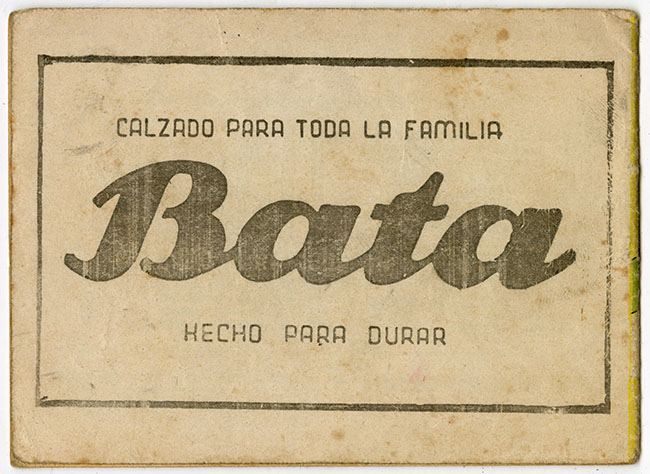 CALZADO PARA TODA LA FAMILIA
Bata
HECHO PARA DURAR